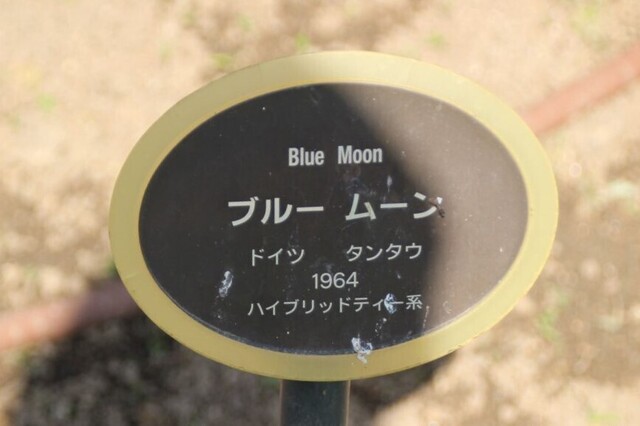 Blue Moon
ブルー ムーン
ドイツ タンタウ
1964
ハイブリッドティー系